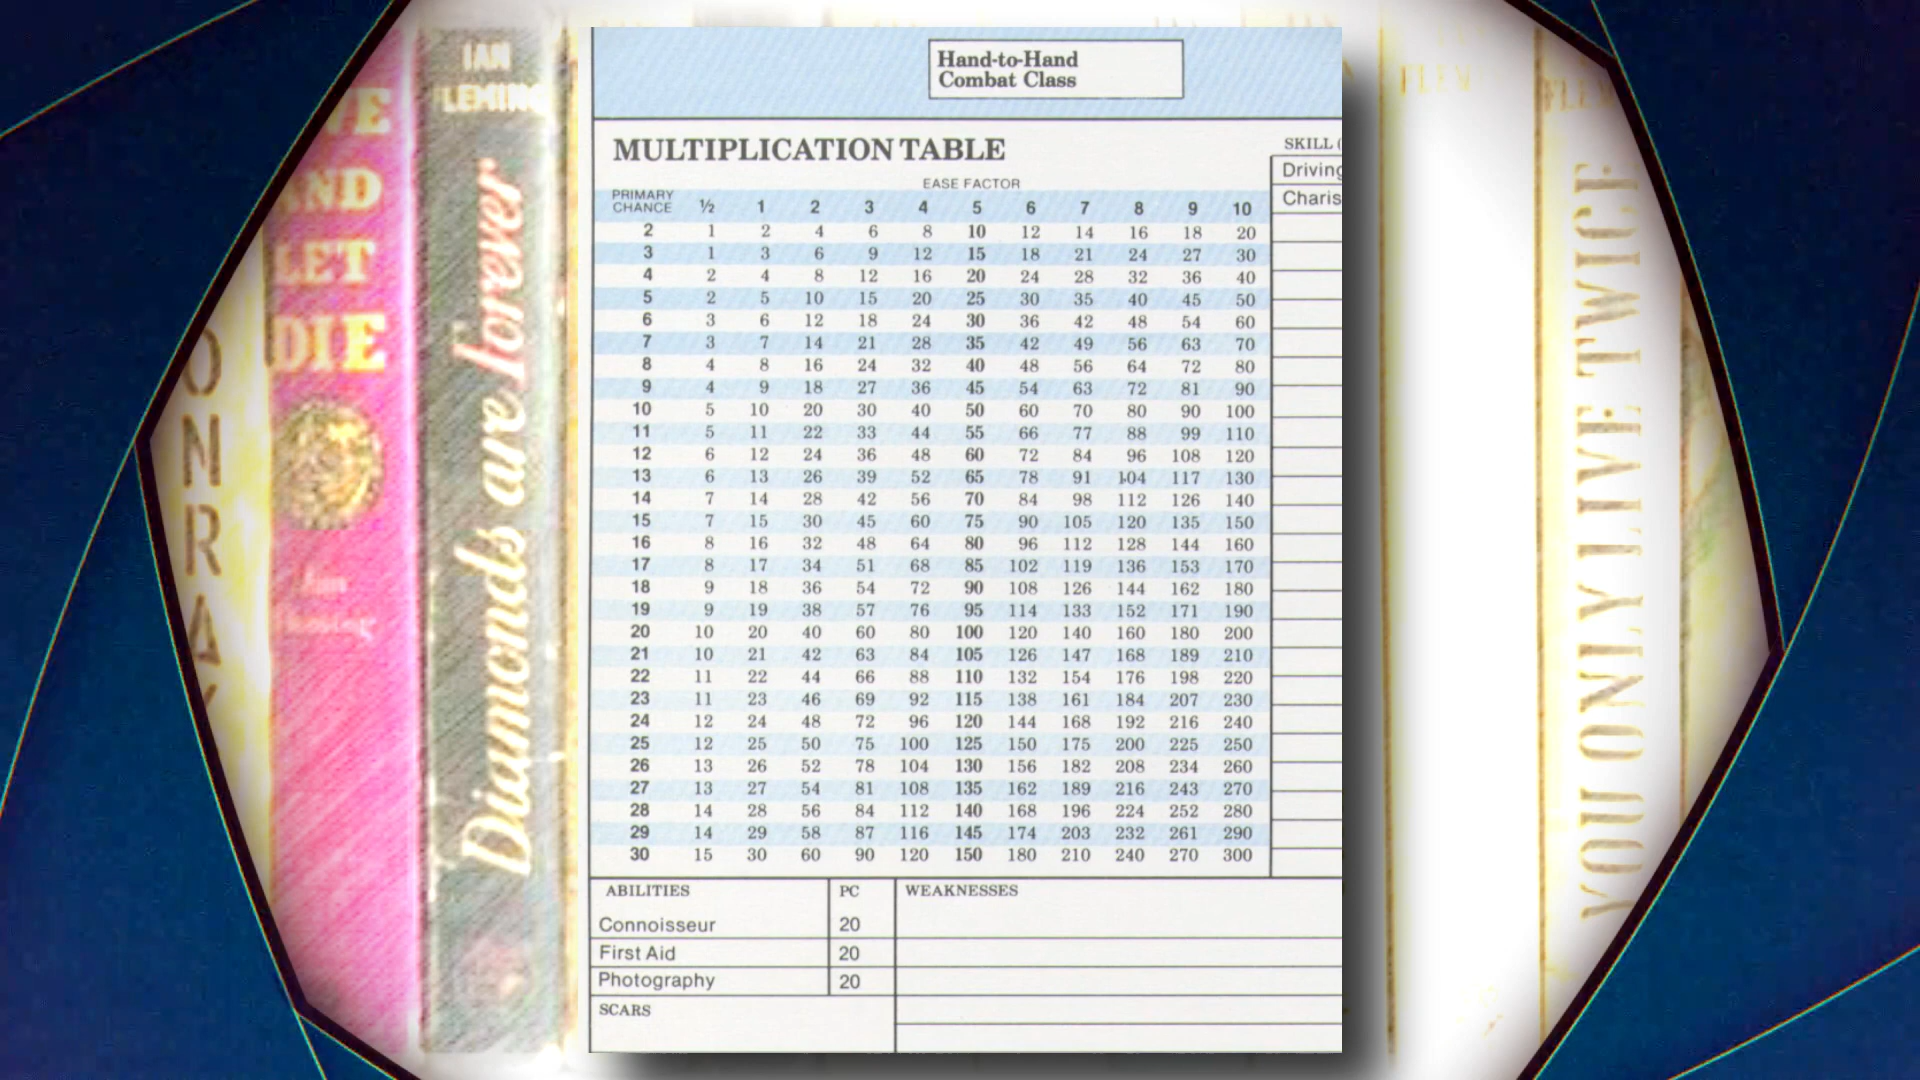 VE
AND
LET
DIE
IAN
FLEMING
Diamonds are forever
Hand-to-Hand
Combat Class
MULTIPLICATION TABLE
EASE FACTOR
PRIMARY
CHANCE ½ 1 2 3 4 5 6 7 8 9 10
2 1 2 4 6 8 10 12 14 16 18 20
3 1 3 6 9 12 15 18 21 24 27 30
4 2 4 8 12 16 20 24 28 32 36 40
5 2 5 10 15 20 25 30 35 40 45 50
6 3 6 12 18 24 30 36 42 48 54 60
7 3 7 14 21 28 35 42 49 56 63 70
8 4 8 16 24 32 40 48 56 64 72 80
9 4 9 18 27 36 45 54 63 72 81 90
10 5 10 20 30 40 50 60 70 80 90 100
11 5 11 22 33 44 55 66 77 88 99 110
12 6 12 24 36 48 60 72 84 96 108 120
13 6 13 26 39 52 65 78 91 104 117 130
14 7 14 28 42 56 70 84 98 112 126 140
15 7 15 30 45 60 75 90 105 120 135 150
16 8 16 32 48 64 80 96 112 128 144 160
17 8 17 34 51 68 85 102 119 136 153 170
18 9 18 36 54 72 90 108 126 144 162 180
19 9 19 38 57 76 95 114 133 152 171 190
20 10 20 40 60 80 100 120 140 160 180 200
21 10 21 42 63 84 105 126 147 168 189 210
22 11 22 44 66 88 110 132 154 176 198 220
23 11 23 46 69 92 115 138 161 184 207 230
24 12 24 48 72 96 120 144 168 192 216 240
25 12 25 50 75 100 125 150 175 200 225 250
26 13 26 52 78 104 130 156 182 208 234 260
27 13 27 54 81 108 135 162 189 216 243 270
28 14 28 56 84 112 140 168 196 224 252 280
29 14 29 58 87 116 145 174 203 232 261 290
30 15 30 60 90 120 150 180 210 240 270 300
SKILL (
Driving
Charis
ABILITIES PC WEAKNESSES
Connoisseur 20
First Aid 20
Photography 20
SCARS
FLEM
FLEM
YOU ONLY LIVE TWICE